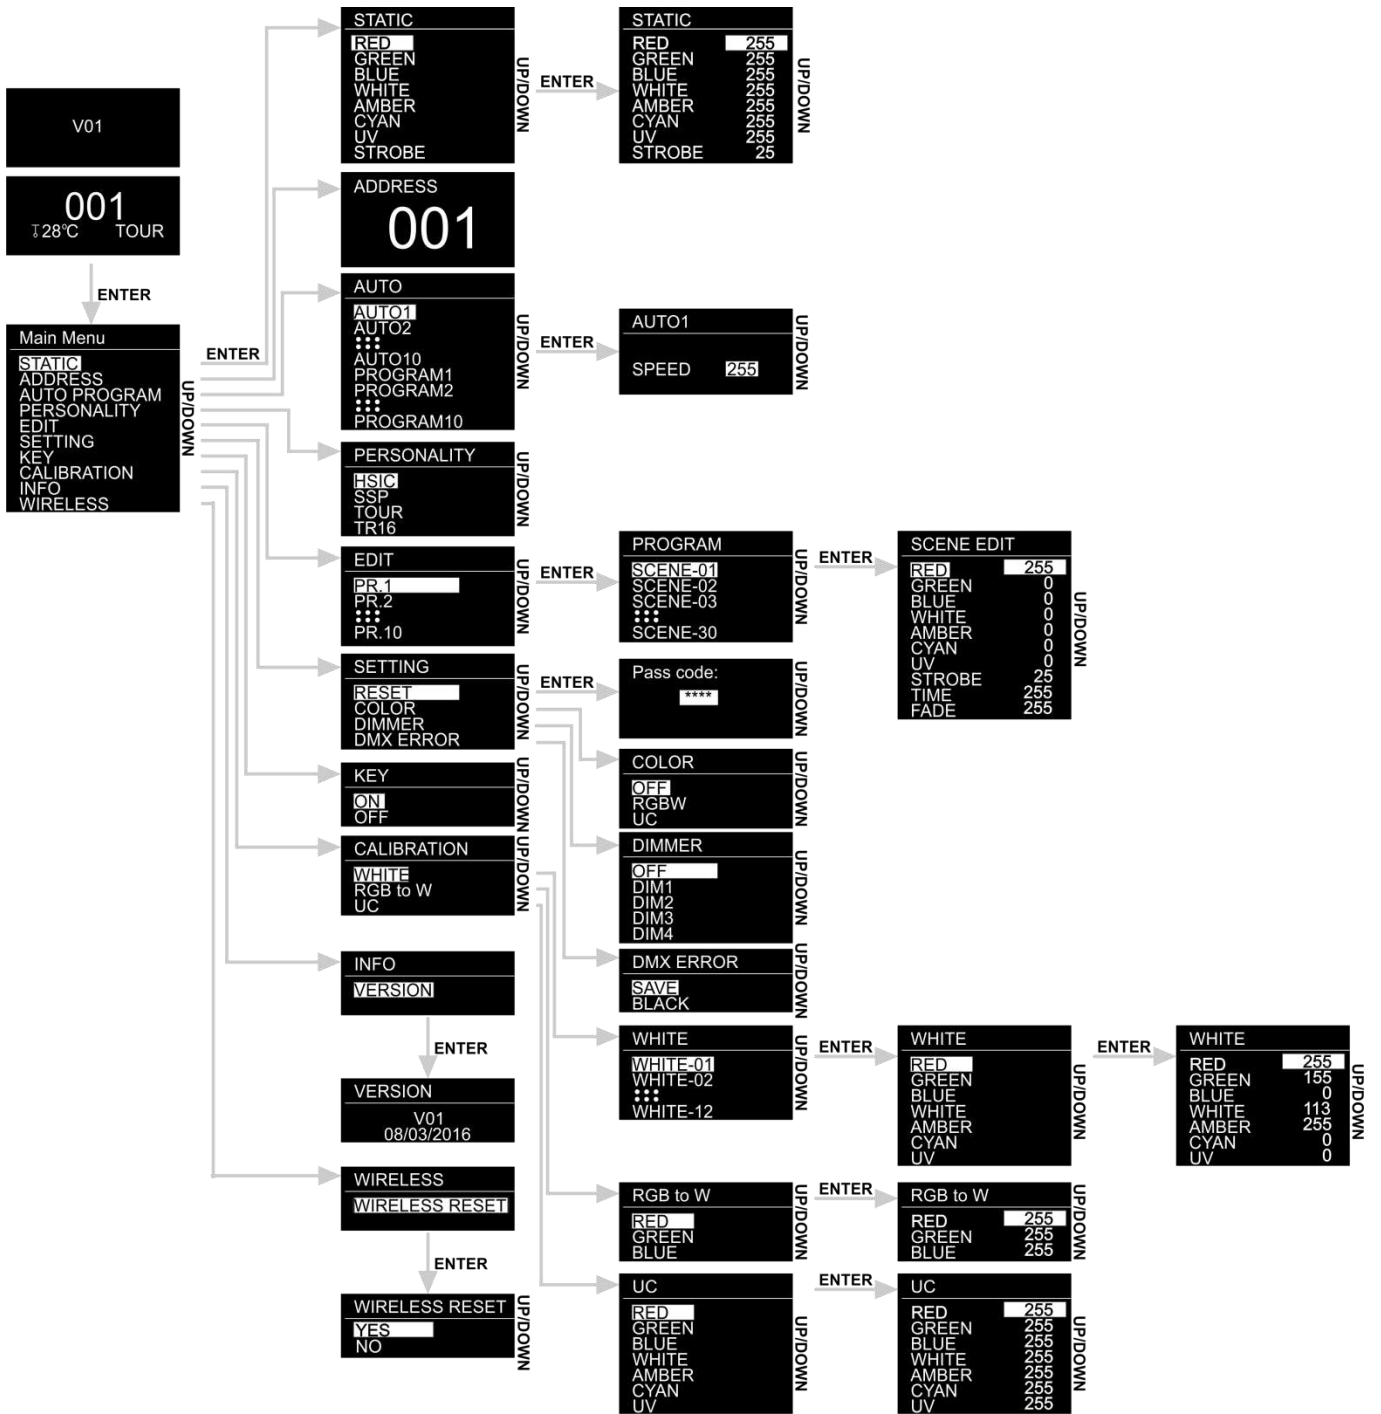 V01
001
28°C TOUR
ENTER
Main Menu
STATIC
ADDRESS
AUTO PROGRAM
PERSONALITY
EDIT
SETTING
KEY
CALIBRATION
INFO
WIRELESS
UP/DOWN
ENTER
STATIC
RED
GREEN
BLUE
WHITE
AMBER
CYAN
UV
STROBE
UP/DOWN
ENTER
STATIC
RED 255
GREEN 255
BLUE 255
WHITE 255
AMBER 255
CYAN 255
UV 255
STROBE 25
UP/DOWN
ADDRESS
001
AUTO
AUTO1
AUTO2
AUTO10
PROGRAM1
PROGRAM2
PROGRAM10
UP/DOWN
ENTER
AUTO1
SPEED 255
UP/DOWN
PERSONALITY
HSIC
SSP
TOUR
TR16
UP/DOWN
EDIT
PR.1
PR.2
PR.10
UP/DOWN
ENTER
PROGRAM
SCENE-01
SCENE-02
SCENE-03
SCENE-30
UP/DOWN
ENTER
SCENE EDIT
RED 255
GREEN 0
BLUE 0
WHITE 0
AMBER 0
CYAN 0
UV 0
STROBE 25
TIME 255
FADE 255
UP/DOWN
SETTING
RESET
COLOR
DIMMER
DMX ERROR
UP/DOWN
ENTER
Pass code:
****
UP/DOWN
COLOR
OFF
RGBW
UC
UP/DOWN
DIMMER
OFF
DIM1
DIM2
DIM3
DIM4
UP/DOWN
DMX ERROR
SAVE
BLACK
UP/DOWN
KEY
ON
OFF
UP/DOWN
CALIBRATION
WHITE
RGB to W
UC
UP/DOWN
WHITE
WHITE-01
WHITE-02
WHITE-12
UP/DOWN
ENTER
WHITE
RED
GREEN
BLUE
WHITE
AMBER
CYAN
UV
UP/DOWN
ENTER
WHITE
RED 255
GREEN 155
BLUE 0
WHITE 113
AMBER 255
CYAN 0
UV 0
UP/DOWN
RGB to W
RED
GREEN
BLUE
UP/DOWN
ENTER
RGB to W
RED 255
GREEN 255
BLUE 255
UP/DOWN
UC
RED
GREEN
BLUE
WHITE
AMBER
CYAN
UV
UP/DOWN
ENTER
UC
RED 255
GREEN 255
BLUE 255
WHITE 255
AMBER 255
CYAN 255
UV 255
UP/DOWN
INFO
VERSION
ENTER
VERSION
V01
08/03/2016
WIRELESS
WIRELESS RESET
ENTER
WIRELESS RESET
YES
NO
UP/DOWN